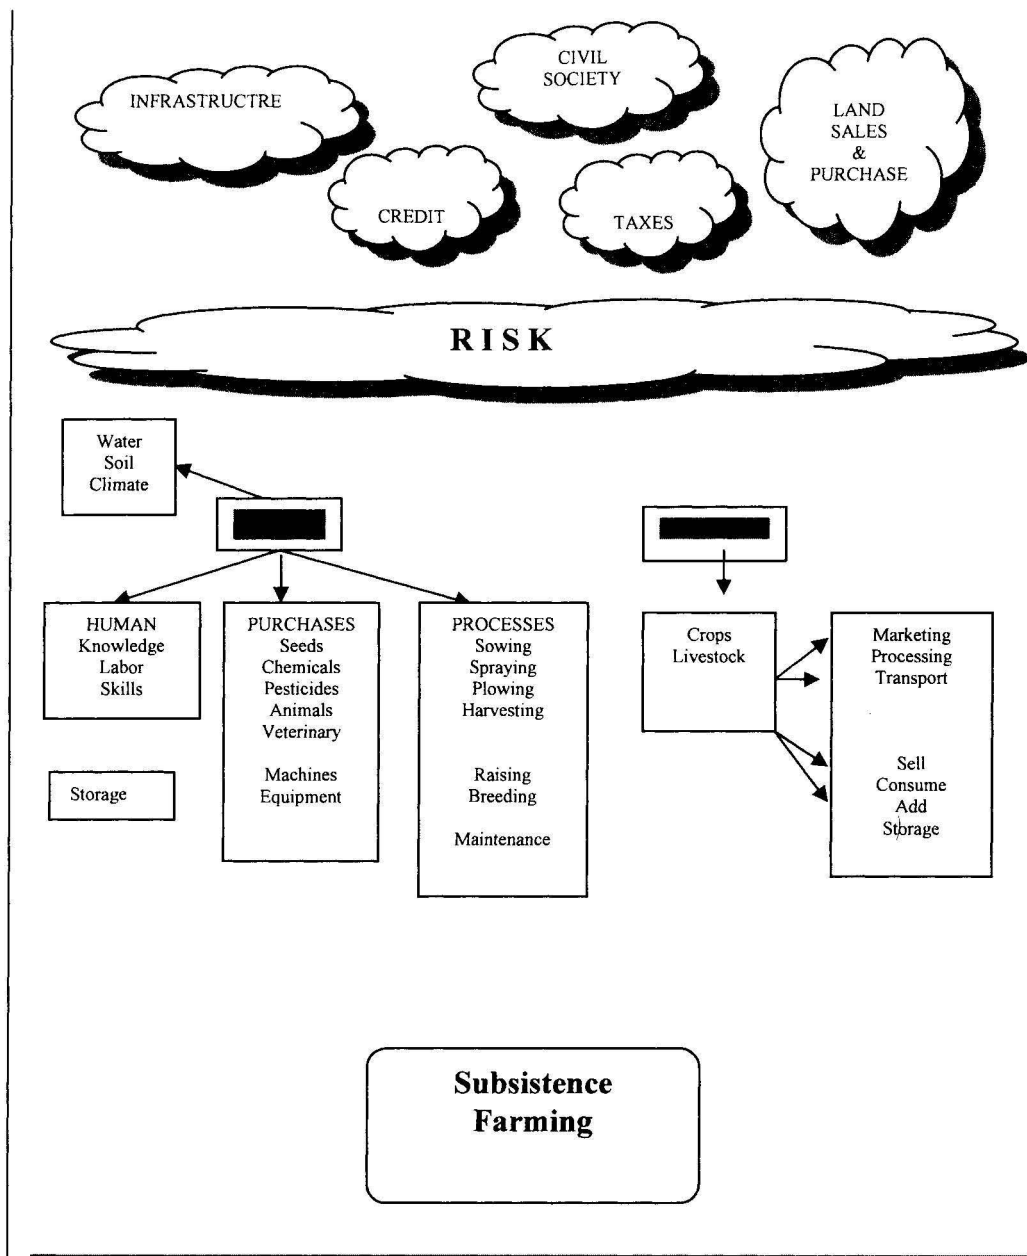 INFRASTRUCTRE
CIVIL
SOCIETY
LAND
SALES
&
PURCHASE
CREDIT
TAXES
RISK
Water
Soil
Climate
HUMAN
Knowledge
Labor
Skills
PURCHASES
Seeds
Chemicals
Pesticides
Animals
Veterinary
Machines
Equipment
PROCESSES
Sowing
Spraying
Plowing
Harvesting
Raising
Breeding
Maintenance
Crops
Livestock
Marketing
Processing
Transport
Sell
Consume
Add
Storage
Storage
Subsistence
Farming